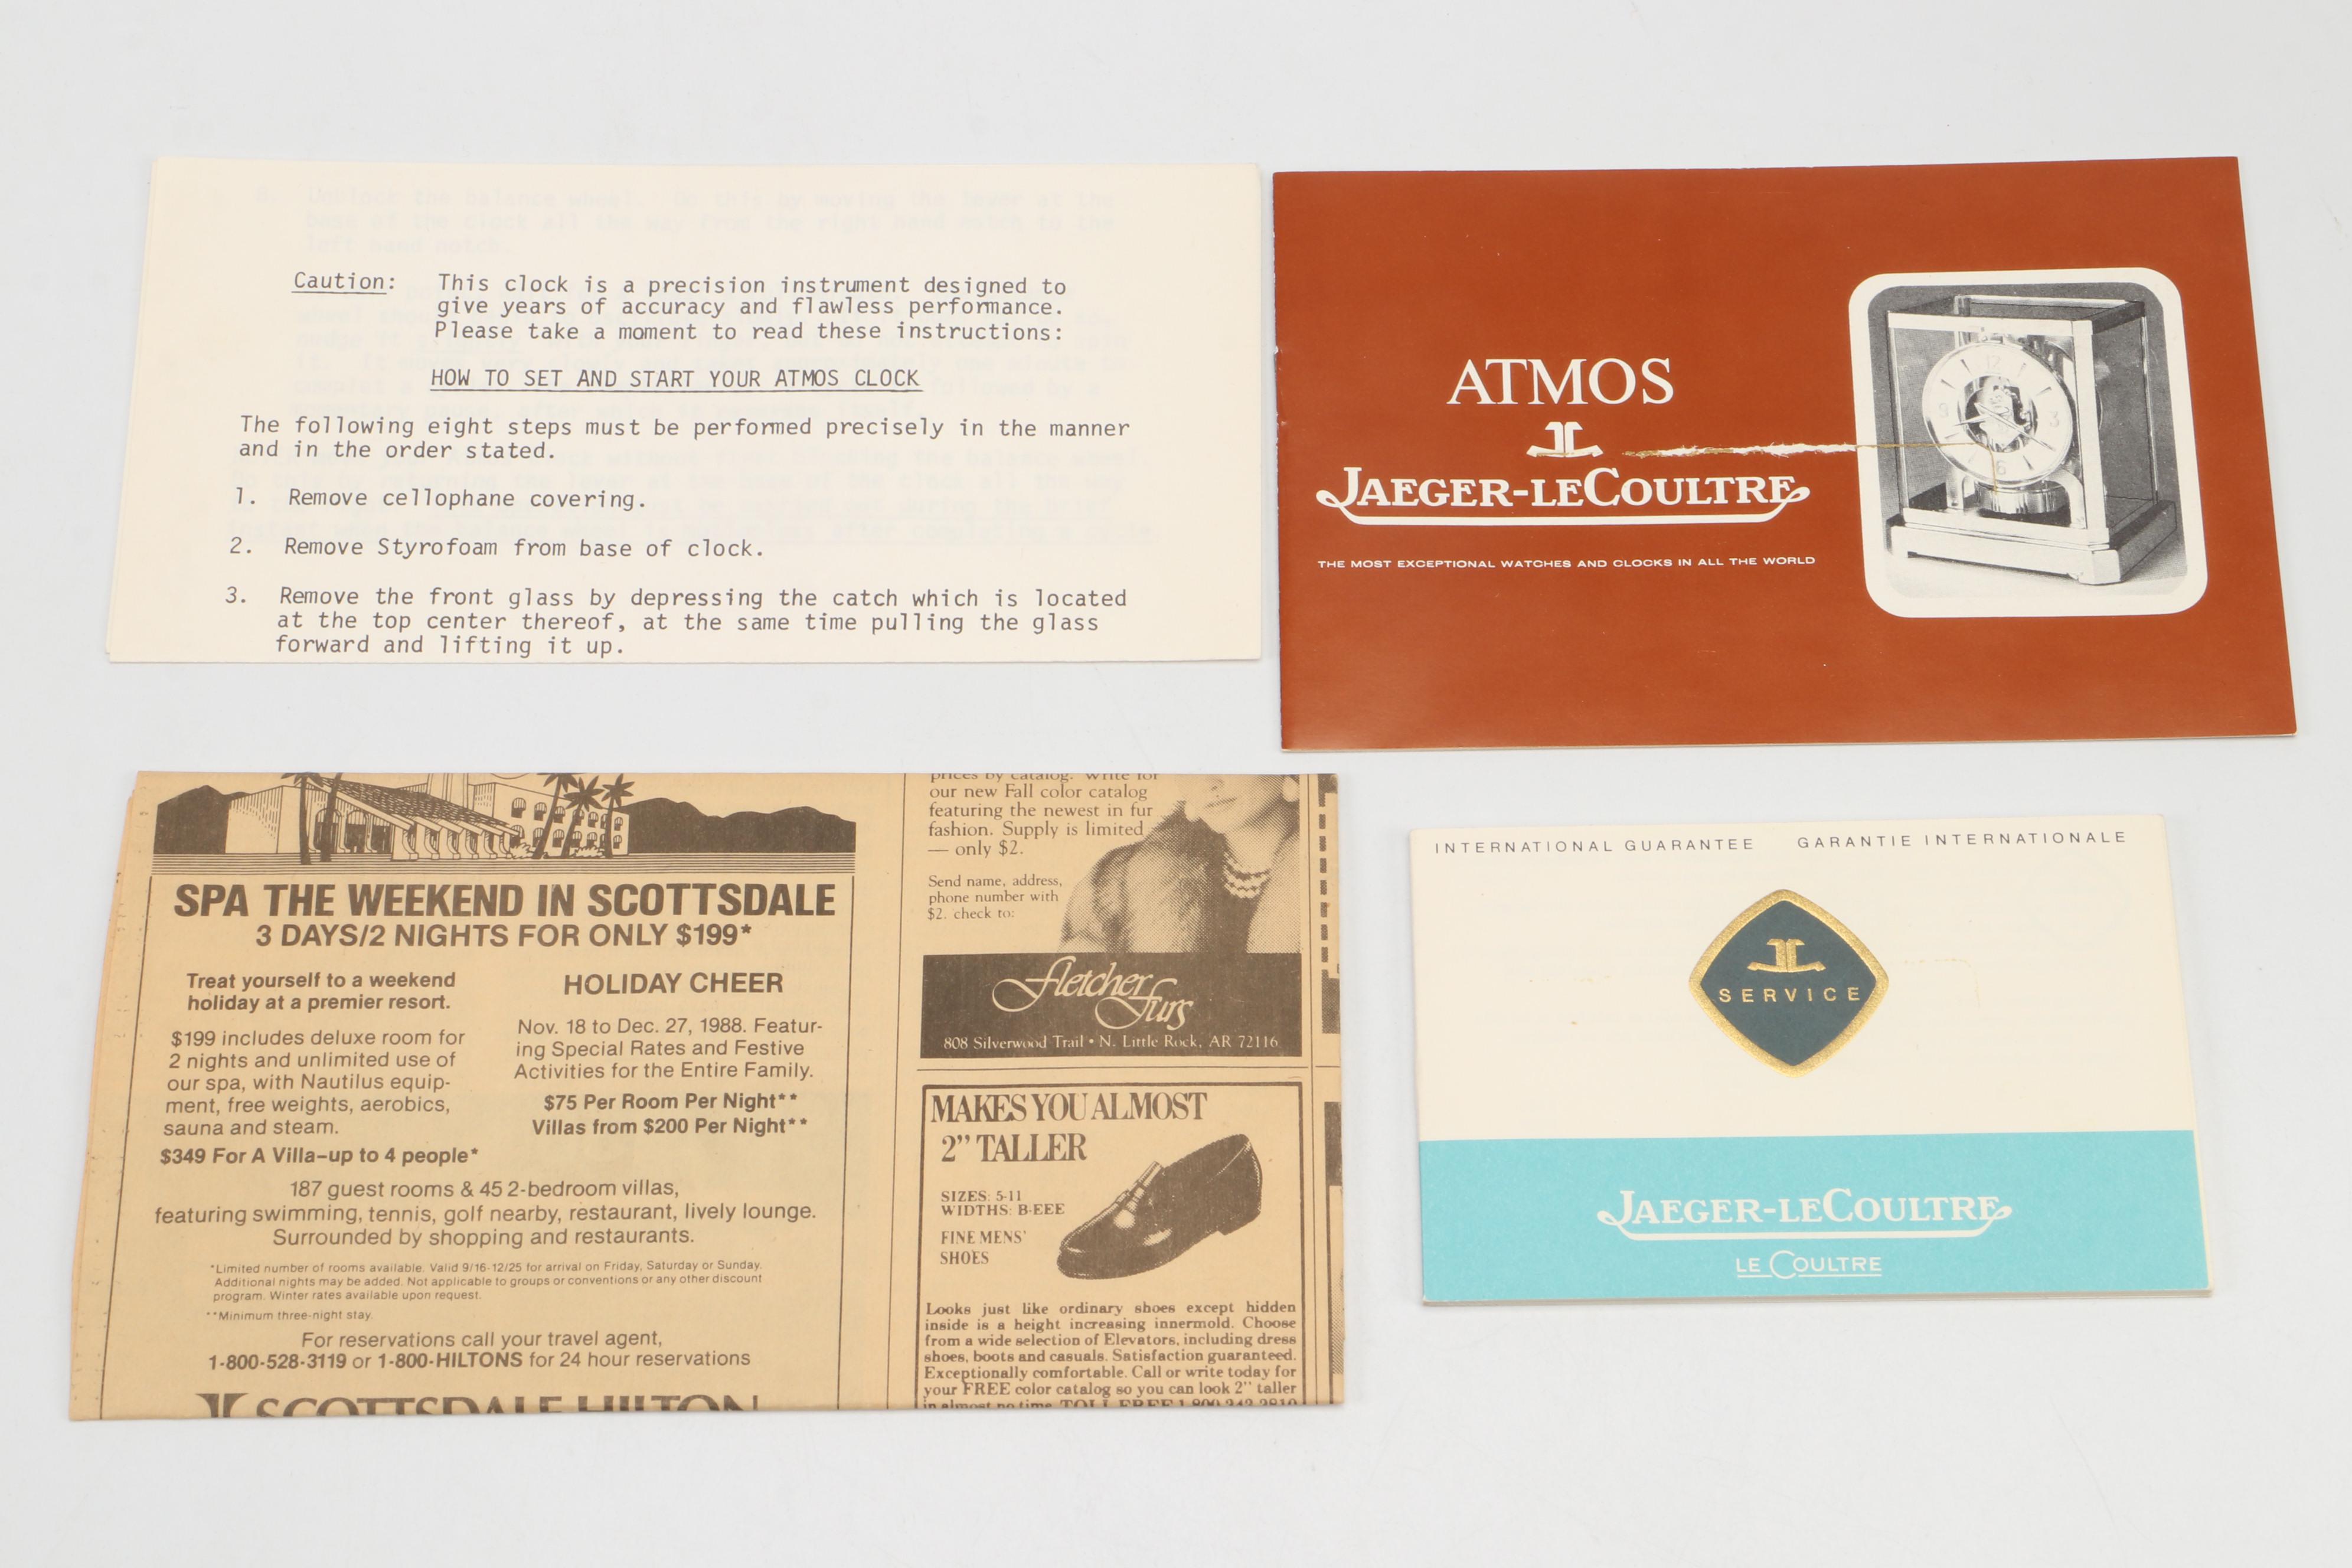 Caution: This clock is a precision instrument designed to
give years of accuracy and flawless performance.
Please take a moment to read these instructions:
HOW TO SET AND START YOUR ATMOS CLOCK
The following eight steps must be performed precisely in the manner
and in the order stated.
1. Remove cellophane covering.
2. Remove Styrofoam from base of clock.
3. Remove the front glass by depressing the catch which is located
at the top center thereof, at the same time pulling the glass
forward and lifting it up.
ATMOS
JAEGER-LECOULTRE
THE MOST EXCEPTIONAL WATCHES AND CLOCKS IN ALL THE WORLD
12
3
6
9
SPA THE WEEKEND IN SCOTTSDALE
3 DAYS/2 NIGHTS FOR ONLY $199*
Treat yourself to a weekend
holiday at a premier resort.
$199 includes deluxe room for
2 nights and unlimited use of
our spa, with Nautilus equip-
ment, free weights, aerobics,
sauna and steam.
$349 For A Villa-up to 4 people*
HOLIDAY CHEER
Nov. 18 to Dec. 27, 1988. Featur-
ing Special Rates and Festive
Activities for the Entire Family.
$75 Per Room Per Night**
Villas from $200 Per Night**
187 guest rooms & 45 2-bedroom villas,
featuring swimming, tennis, golf nearby, restaurant, lively lounge.
Surrounded by shopping and restaurants.
*Limited number of rooms available. Valid 9/16-12/25 for arrival on Friday, Saturday or Sunday.
Additional nights may be added. Not applicable to groups or conventions or any other discount
program. Winter rates available upon request.
**Minimum three-night stay.
For reservations call your travel agent,
1-800-528-3119 or 1-800-HILTONS for 24 hour reservations
SCOTTSDALE HILTON
prices by catalog. Write for
our new Fall color catalog
featuring the newest in fur
fashion. Supply is limited
— only $2.
Send name, address,
phone number with
$2. check to:
fletcher
furs
808 Silverwood Trail • N. Little Rock, AR 72116
MAKES YOU ALMOST
2" TALLER
SIZES: 5-11
WIDTHS: B-EEE
FINE MENS'
SHOES
Looks just like ordinary shoes except hidden
inside is a height increasing innermold. Choose
from a wide selection of Elevators, including dress
shoes, boots and casuals. Satisfaction guaranteed.
Exceptionally comfortable. Call or write today for
your FREE color catalog so you can look 2" taller
in almost no time. TOLL FREE
INTERNATIONAL GUARANTEE GARANTIE INTERNATIONALE
SERVICE
JAEGER-LECOULTRE
LE COULTRE